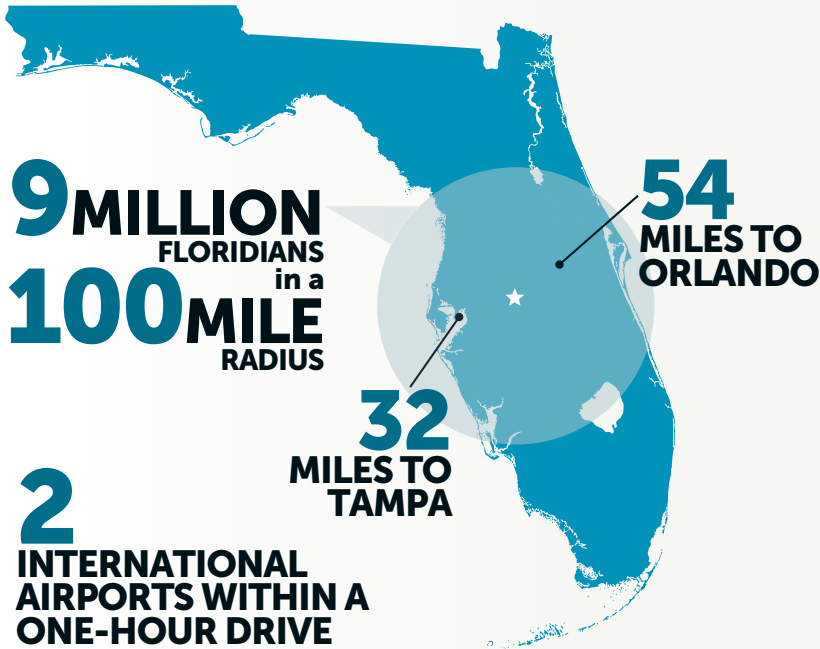 9 MILLION
FLORIDIANS
in a
100 MILE
RADIUS
54
MILES TO
ORLANDO
32
MILES TO
TAMPA
2
INTERNATIONAL
AIRPORTS WITHIN A
ONE-HOUR DRIVE